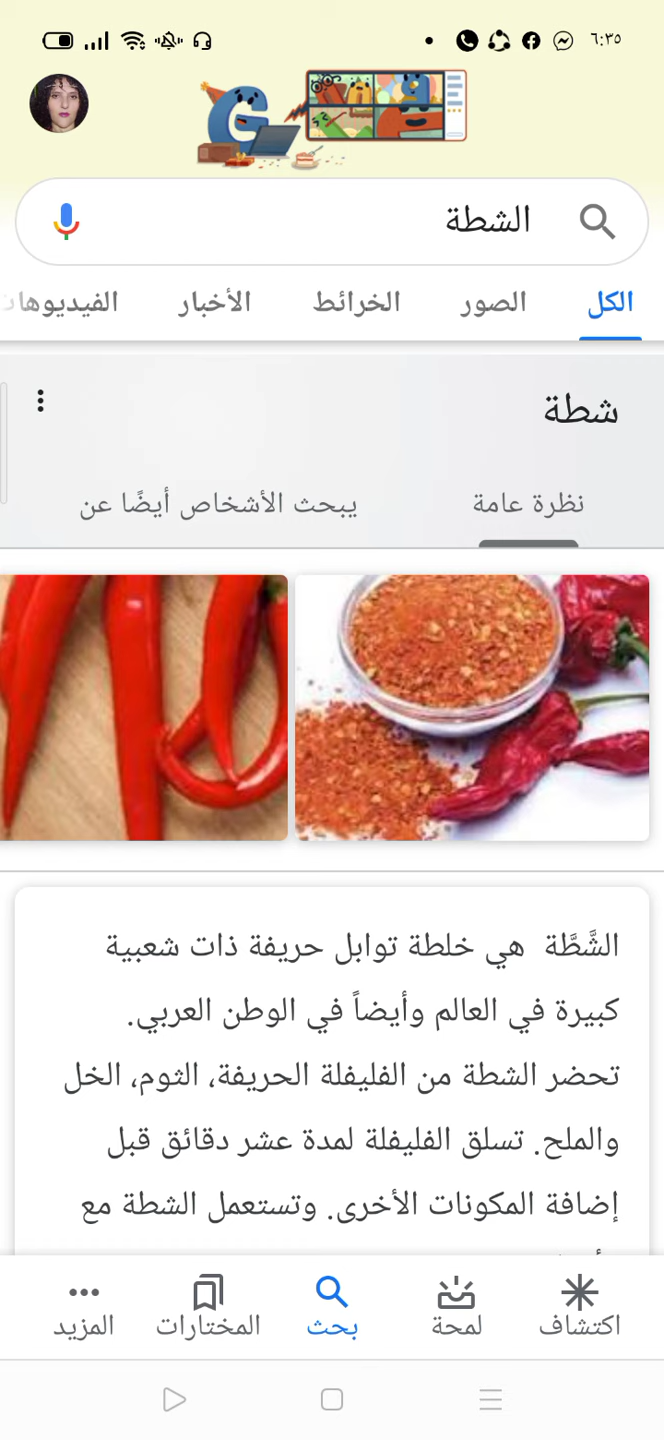 ٦:٣٥
الشطة
الكل الصور الخرائط الأخبار الفيديوهات
شطة
نظرة عامة يبحث الأشخاص أيضًا عن
الشَّطَّة هي خلطة توابل حريفة ذات شعبية
كبيرة في العالم وأيضاً في الوطن العربي.
تحضر الشطة من الفليفلة الحريفة، الثوم، الخل
والملح. تسلق الفليفلة لمدة عشر دقائق قبل
إضافة المكونات الأخرى. وتستعمل الشطة مع
اكتشاف لمحة بحث المختارات المزيد